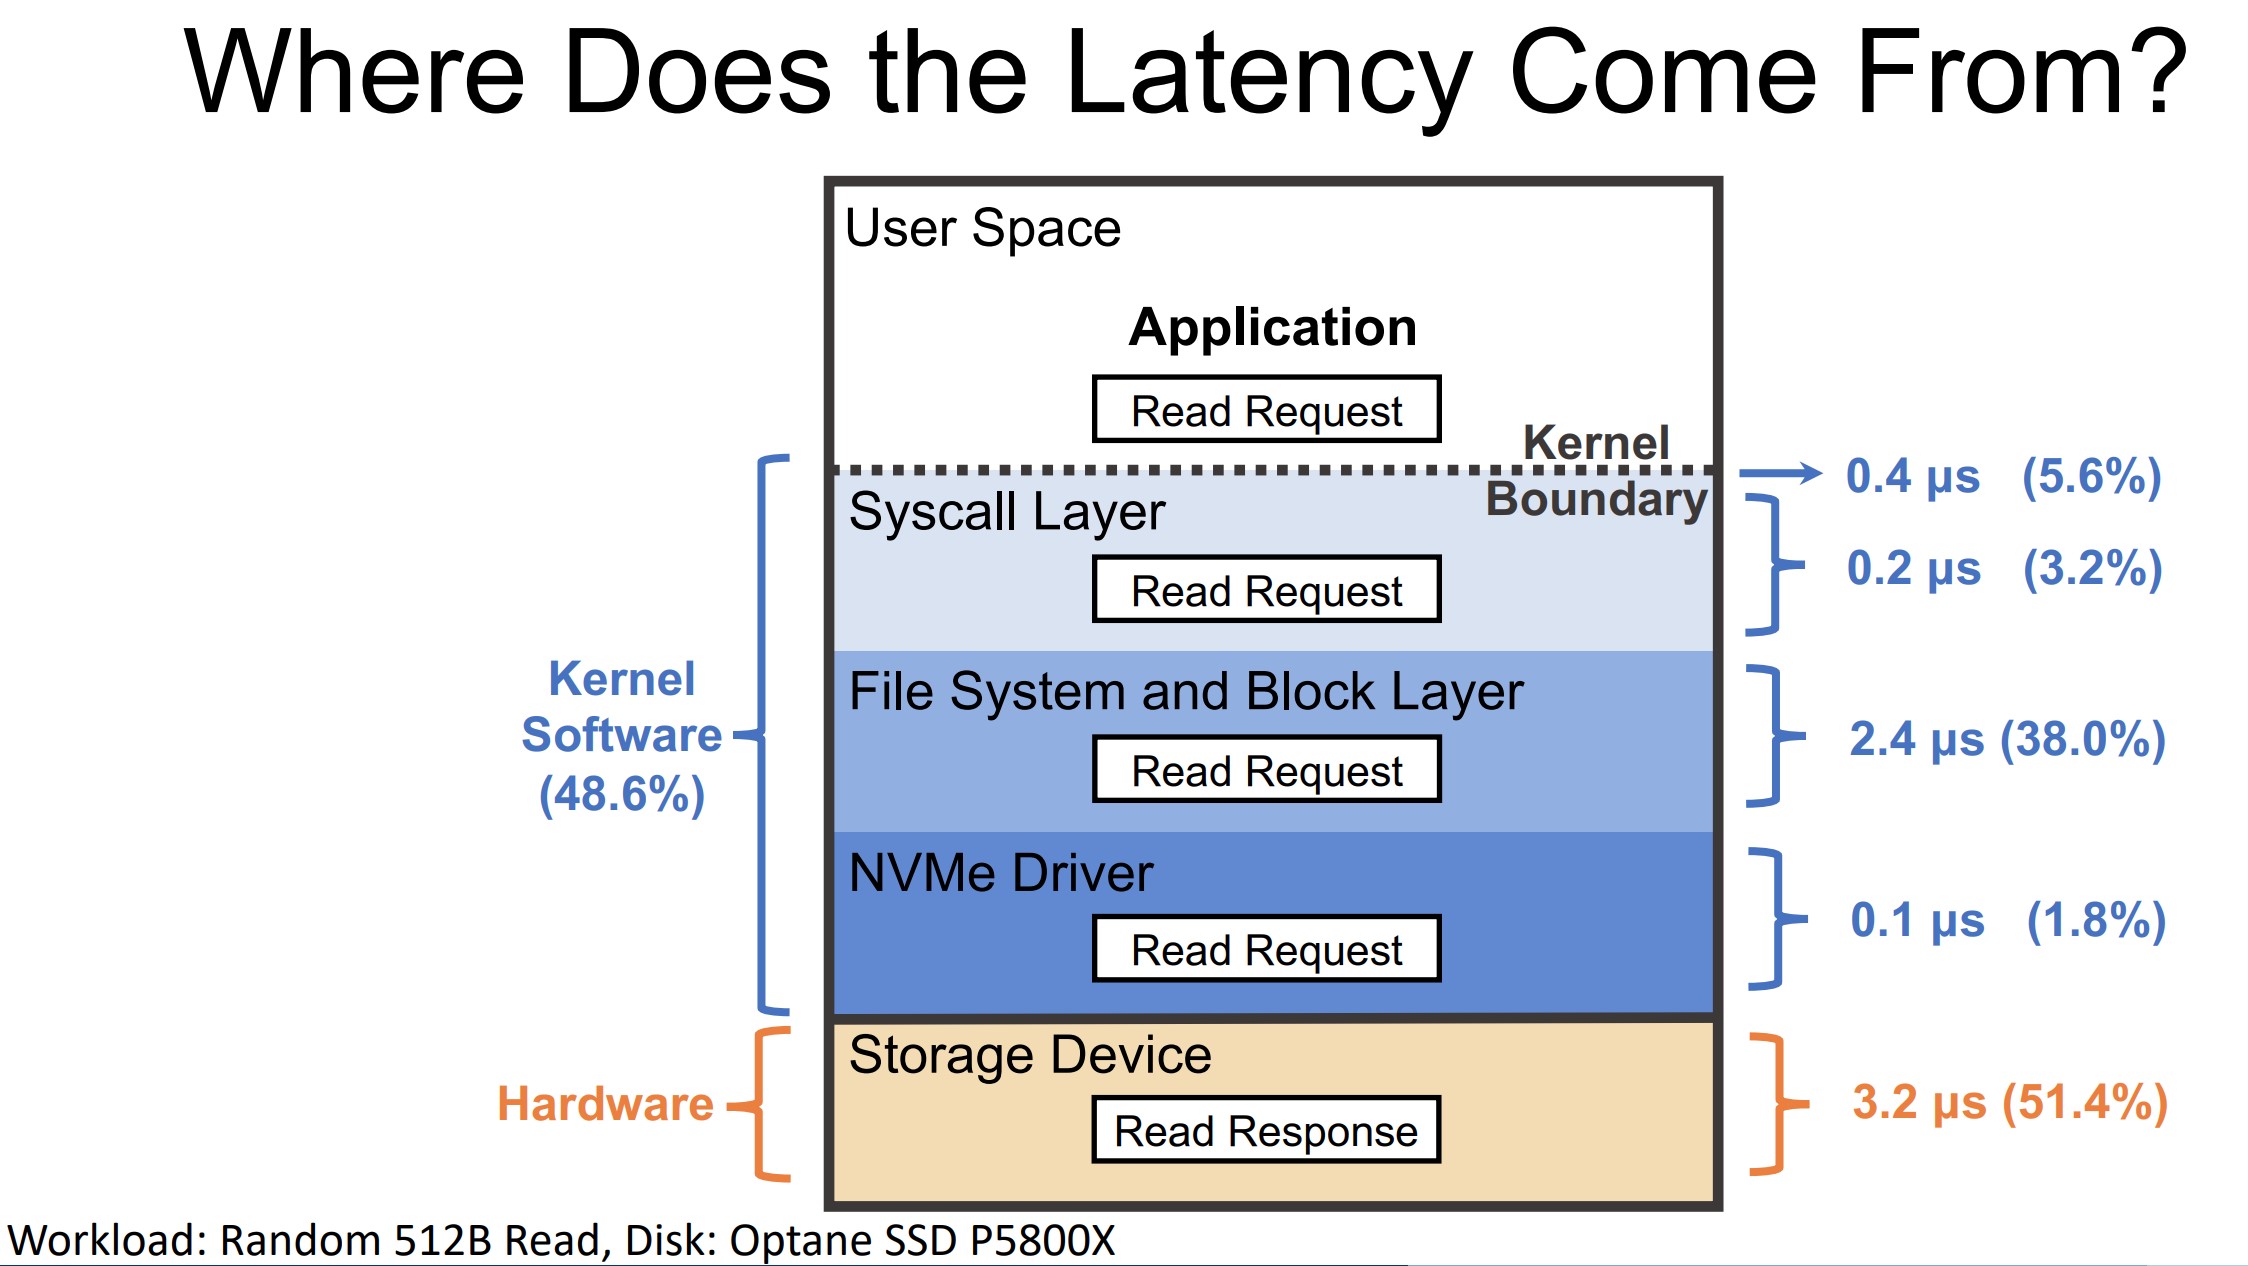 Where Does the Latency Come From?
User Space
Application
Read Request
Kernel
Boundary
0.4 µs (5.6%)
Syscall Layer
Read Request
0.2 µs (3.2%)
Kernel
Software
(48.6%)
File System and Block Layer
Read Request
2.4 µs (38.0%)
NVMe Driver
Read Request
0.1 µs (1.8%)
Hardware
Storage Device
Read Response
3.2 µs (51.4%)
Workload: Random 512B Read, Disk: Optane SSD P5800X